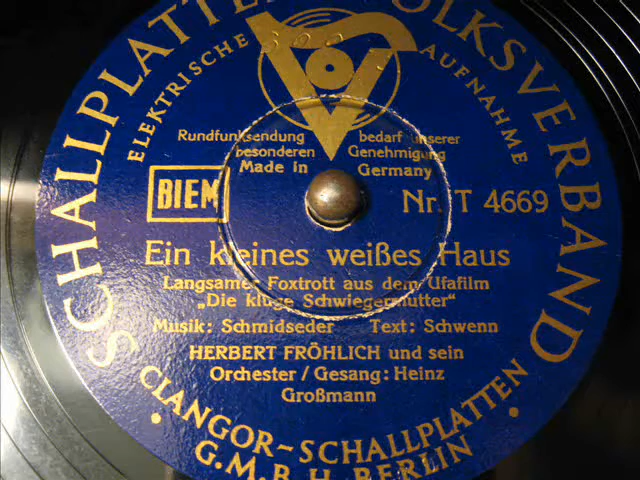 SCHALLPLATTEN VOLKSVERBAND
ELEKTRISCHE AUFNAHME
Rundfunksendung bedarf unserer
besonderen Genehmigung
Made in Germany
BIEM
Nr. T 4669
Ein kleines weißes Haus
Langsamer Foxtrott aus dem Ufafilm
„Die kluge Schwiegermutter“
Musik: Schmidseder Text: Schwenn
HERBERT FRÖHLICH und sein
Orchester / Gesang: Heinz
Großmann
CLANGOR-SCHALLPLATTEN
G.M.B.H. BERLIN